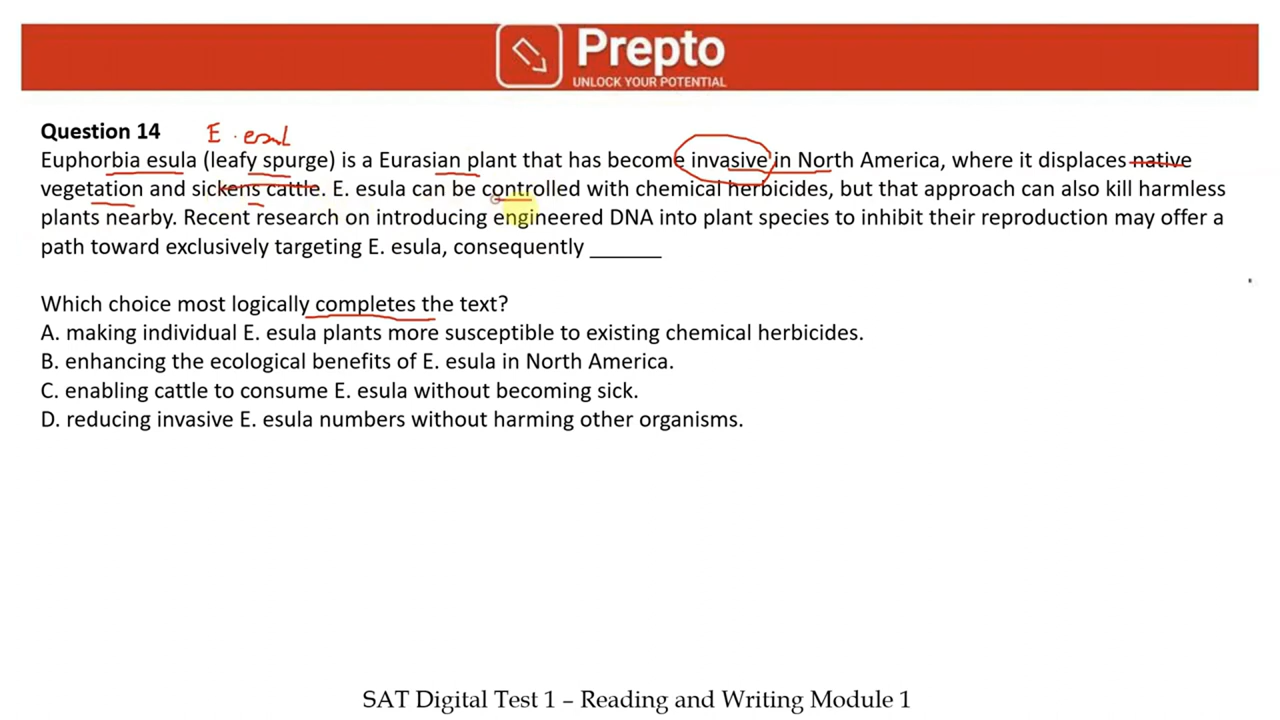 Prepto
UNLOCK YOUR POTENTIAL
Question 14
E. esul
Euphorbia esula (leafy spurge) is a Eurasian plant that has become invasive in North America, where it displaces native
vegetation and sickens cattle. E. esula can be controlled with chemical herbicides, but that approach can also kill harmless
plants nearby. Recent research on introducing engineered DNA into plant species to inhibit their reproduction may offer a
path toward exclusively targeting E. esula, consequently ______
Which choice most logically completes the text?
A. making individual E. esula plants more susceptible to existing chemical herbicides.
B. enhancing the ecological benefits of E. esula in North America.
C. enabling cattle to consume E. esula without becoming sick.
D. reducing invasive E. esula numbers without harming other organisms.
SAT Digital Test 1 – Reading and Writing Module 1